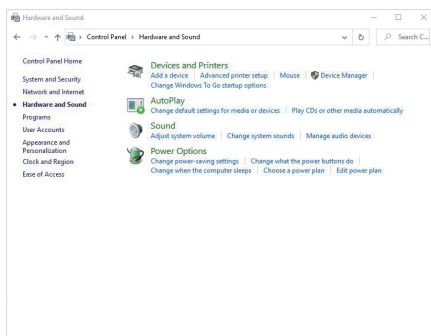 Hardware and Sound
Control Panel > Hardware and Sound
Search C...
Control Panel Home
System and Security
Network and Internet
Hardware and Sound
Programs
User Accounts
Appearance and
Personalization
Clock and Region
Ease of Access
Devices and Printers
Add a device | Advanced printer setup | Mouse | Device Manager |
Change Windows To Go startup options
AutoPlay
Change default settings for media or devices | Play CDs or other media automatically
Sound
Adjust system volume | Change system sounds | Manage audio devices
Power Options
Change power-saving settings | Change what the power buttons do |
Change when the computer sleeps | Choose a power plan | Edit power plan